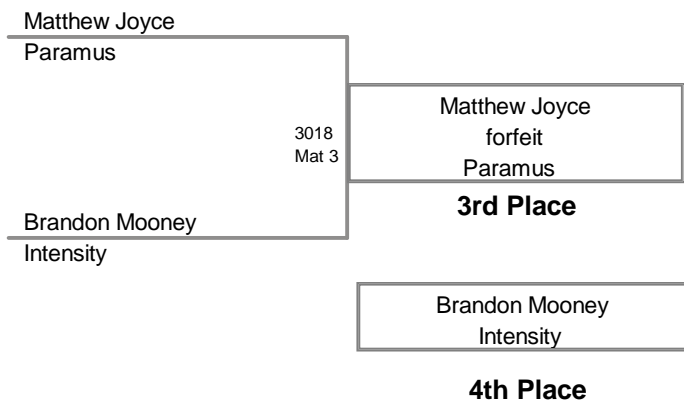 Matthew Joyce
Paramus
3018
Mat 3
Matthew Joyce
forfeit
Paramus
3rd Place
Brandon Mooney
Intensity
Brandon Mooney
Intensity
4th Place